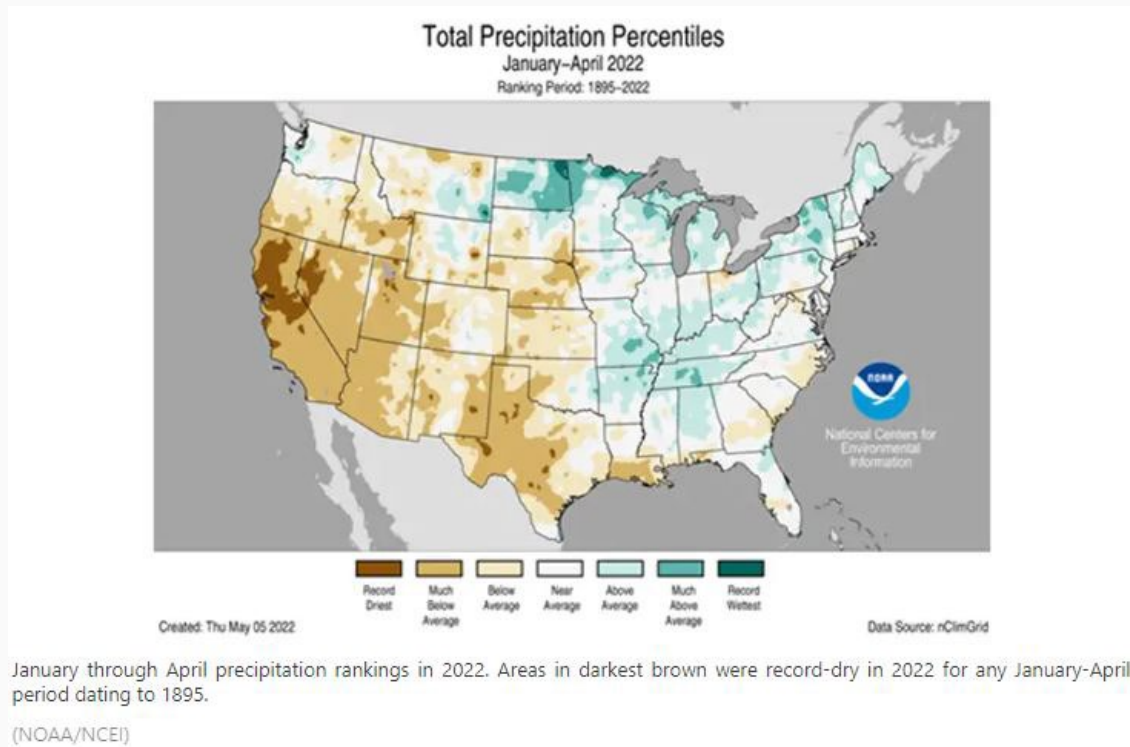 Total Precipitation Percentiles
January–April 2022
Ranking Period: 1895–2022
NOAA
National Centers for
Environmental
Information
Record
Driest
Much
Below
Average
Below
Average
Near
Average
Above
Average
Much
Above
Average
Record
Wettest
Created: Thu May 05 2022
Data Source: nClimGrid
January through April precipitation rankings in 2022. Areas in darkest brown were record-dry in 2022 for any January-April
period dating to 1895.
(NOAA/NCEI)